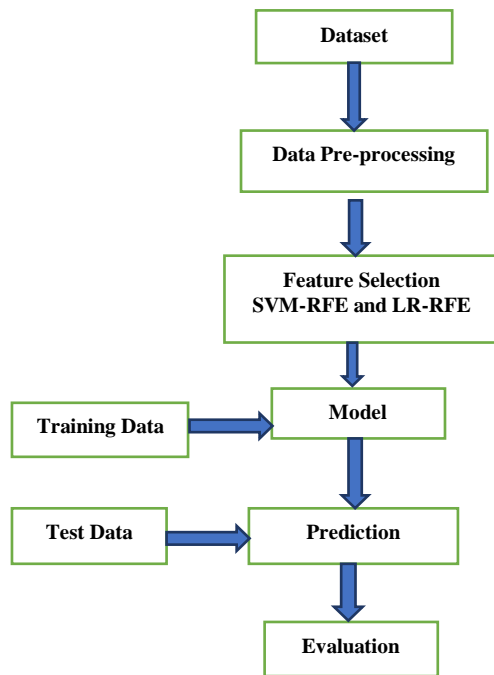 Dataset
Data Pre-processing
Feature Selection
SVM-RFE and LR-RFE
Model
Training Data
Test Data
Prediction
Evaluation